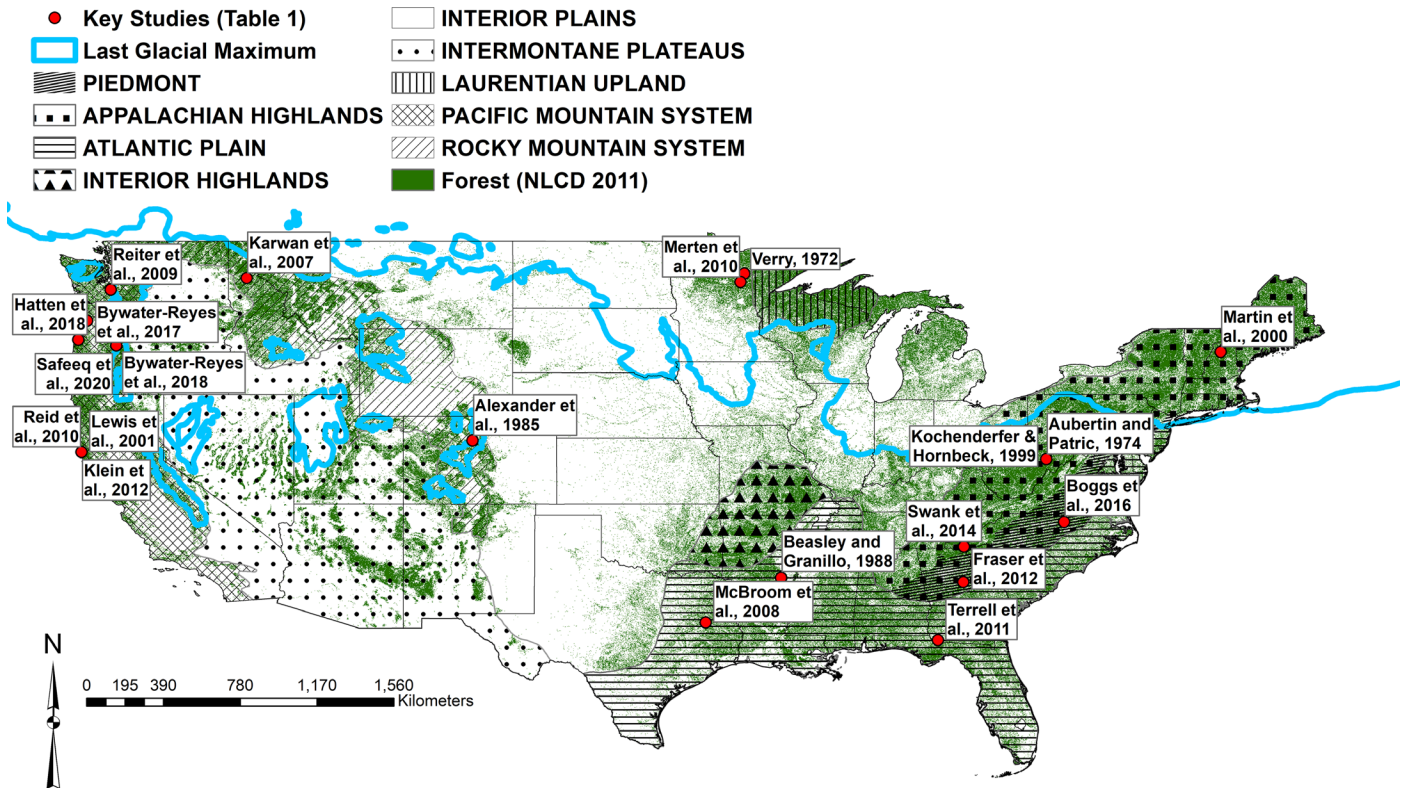 Key Studies (Table 1)
Last Glacial Maximum
PIEDMONT
APPALACHIAN HIGHLANDS
ATLANTIC PLAIN
INTERIOR HIGHLANDS
INTERIOR PLAINS
INTERMONTANE PLATEAUS
LAURENTIAN UPLAND
PACIFIC MOUNTAIN SYSTEM
ROCKY MOUNTAIN SYSTEM
Forest (NLCD 2011)
Reiter et
al., 2009
Karwan et
al., 2007
Hatten et
al., 2018
Bywater-Reyes
et al., 2017
Safeeq et
al., 2020
Bywater-Reyes
et al., 2018
Reid et
al., 2010
Lewis et
al., 2001
Klein et
al., 2012
Alexander et
al., 1985
Merten et
al., 2010
Verry, 1972
Martin et
al., 2000
Kochenderfer &
Hornbeck, 1999
Aubertin and
Patric, 1974
Boggs et
al., 2016
Swank et
al., 2014
Fraser et
al., 2012
Beasley and
Granillo, 1988
McBroom et
al., 2008
Terrell et
al., 2011
N
0 195 390 780 1,170 1,560
Kilometers